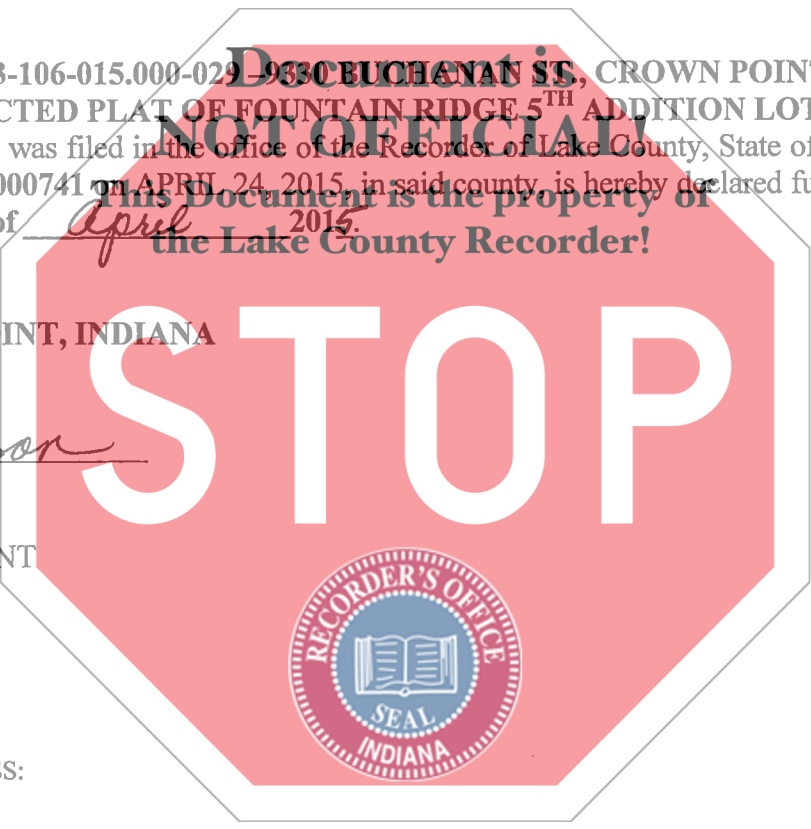 3-106-015.000-029 – 9330 BUCHANAN ST., CROWN POINT
Document is
CTED PLAT OF FOUNTAIN RIDGE 5TH ADDITION LOT
NOT OFFICIAL!
was filed in the office of the Recorder of Lake County, State of
000741 on APRIL 24, 2015, in said county, is hereby declared fu
This Document is the property of
of April 2015.
the Lake County Recorder!
INT, INDIANA
STOP
son
NT
RECORDER'S OFFICE
SEAL
INDIANA
SS: